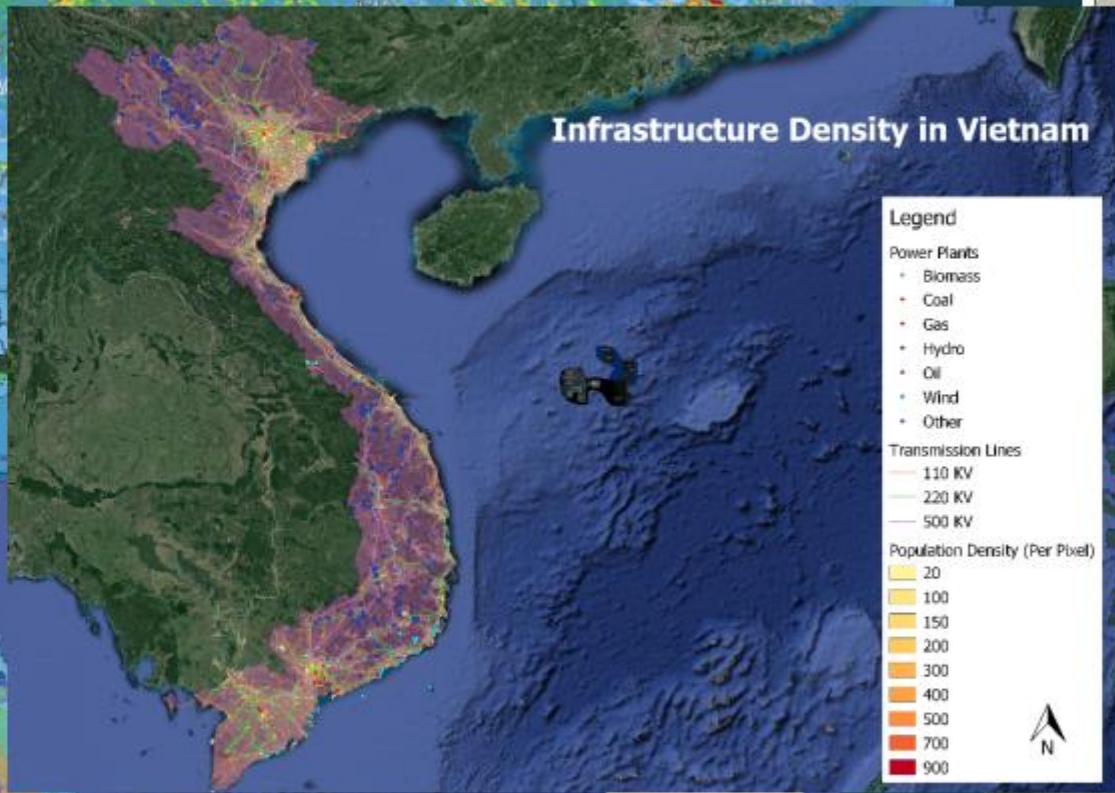 Infrastructure Density in Vietnam
Legend
Power Plants
Biomass
Coal
Gas
Hydro
Oil
Wind
Other
Transmission Lines
110 KV
220 KV
500 KV
Population Density (Per Pixel)
20
100
150
200
300
400
500
700
900
N